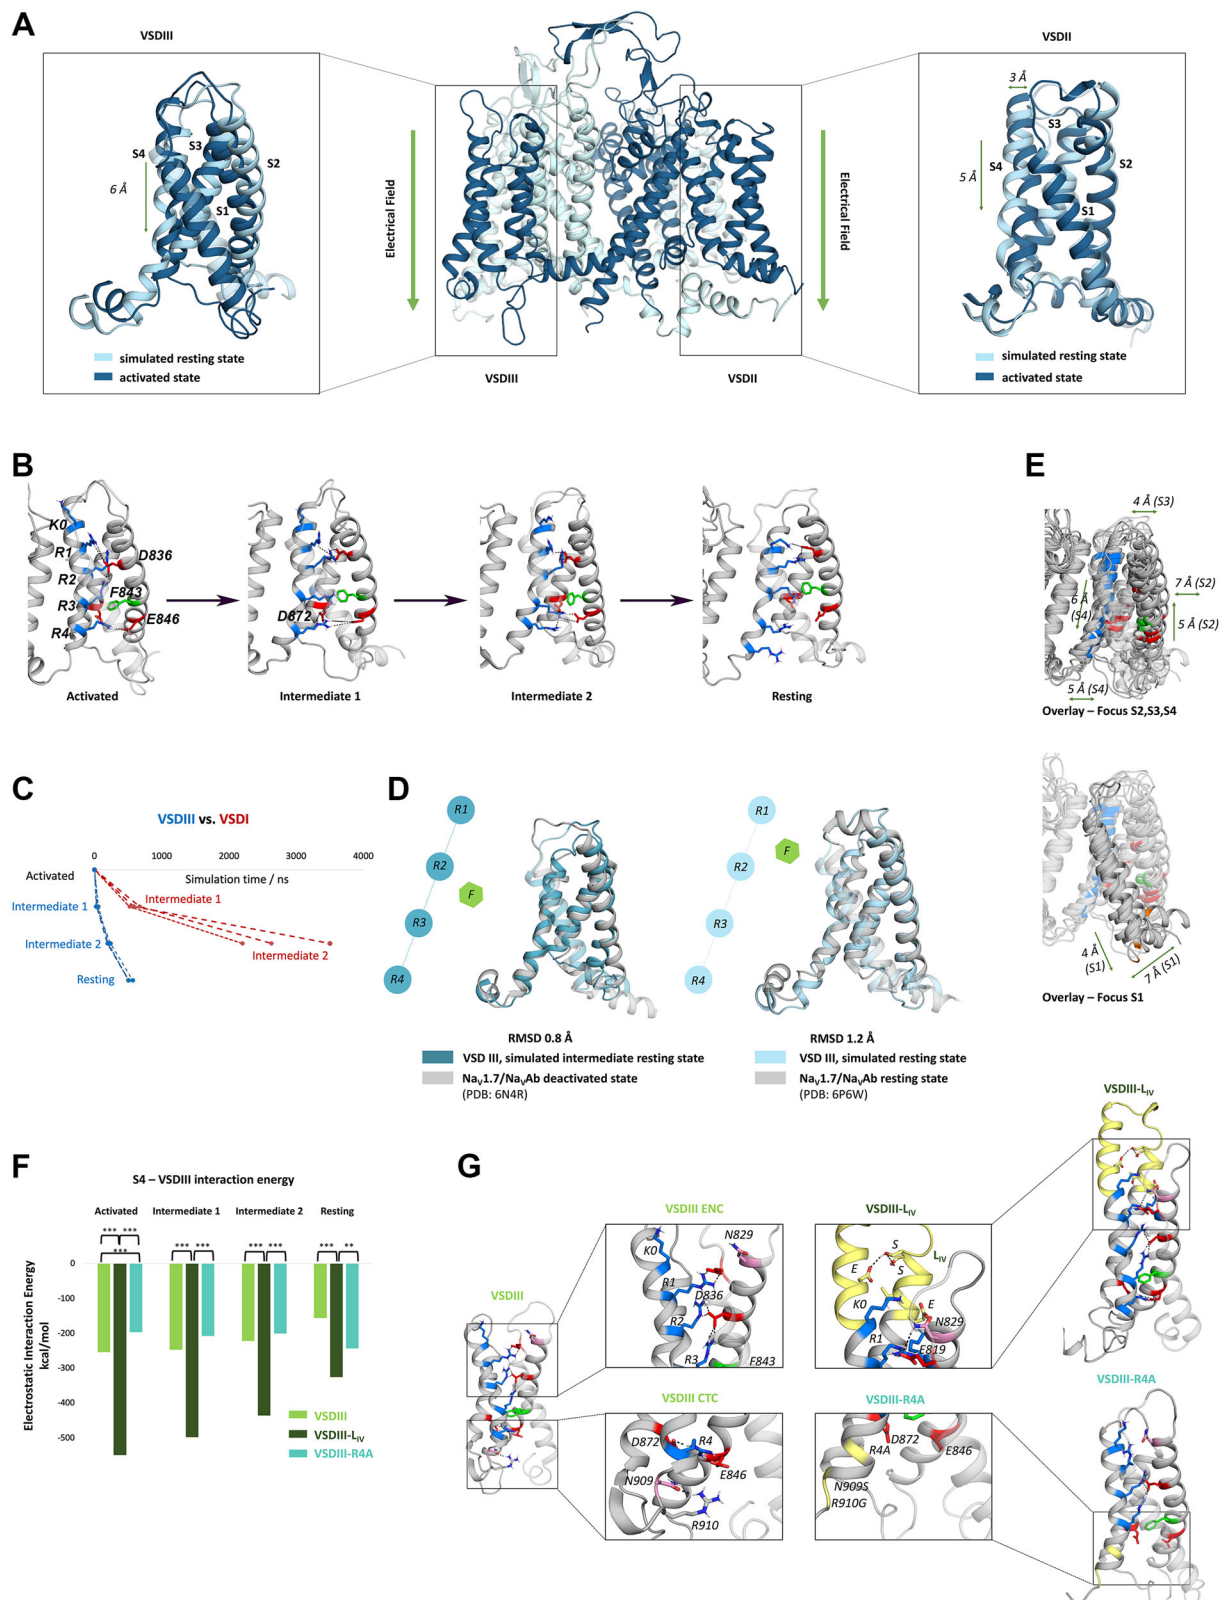 A
VSDIII
S4
S3
S2
6 Å
S1
simulated resting state
activated state
Electrical Field
Electrical Field
VSDIII
VSDII
VSDII
3 Å
S3
S4
S2
5 Å
S1
simulated resting state
activated state
B
K0
R1
R2
R3
R4
D836
F843
E846
Activated
D872
Intermediate 1
Intermediate 2
Resting
E
4 Å (S3)
7 Å (S2)
6 Å
(S4)
5 Å (S2)
5 Å (S4)
Overlay – Focus S2,S3,S4
4 Å
(S1)
7 Å (S1)
Overlay – Focus S1
C
VSDIII vs. VSDI
0 1000 2000 3000 4000
Simulation time / ns
Activated
Intermediate 1
Intermediate 1
Intermediate 2
Intermediate 2
Resting
D
R1
R2
F
R3
R4
RMSD 0.8 Å
VSD III, simulated intermediate resting state
NaV1.7/NaVAb deactivated state
(PDB: 6N4R)
R1
F
R2
R3
R4
RMSD 1.2 Å
VSD III, simulated resting state
NaV1.7/NaVAb resting state
(PDB: 6P6W)
F
S4 – VSDIII interaction energy
Activated Intermediate 1 Intermediate 2 Resting
*** ***
***
*** ***
*** ***
*** **
Electrostatic Interaction Energy
kcal/mol
0
-100
-200
-300
-400
-500
VSDIII
VSDIII-LIV
VSDIII-R4A
G
VSDIII
VSDIII ENC
K0
N829
R1
D836
R2
R3
F843
VSDIII-LIV
S
LIV
E
S
K0
E
N829
R1
E819
VSDIII-LIV
VSDIII CTC
D872
R4
E846
N909
R910
VSDIII-R4A
D872
R4A
E846
N909S
R910G
VSDIII-R4A